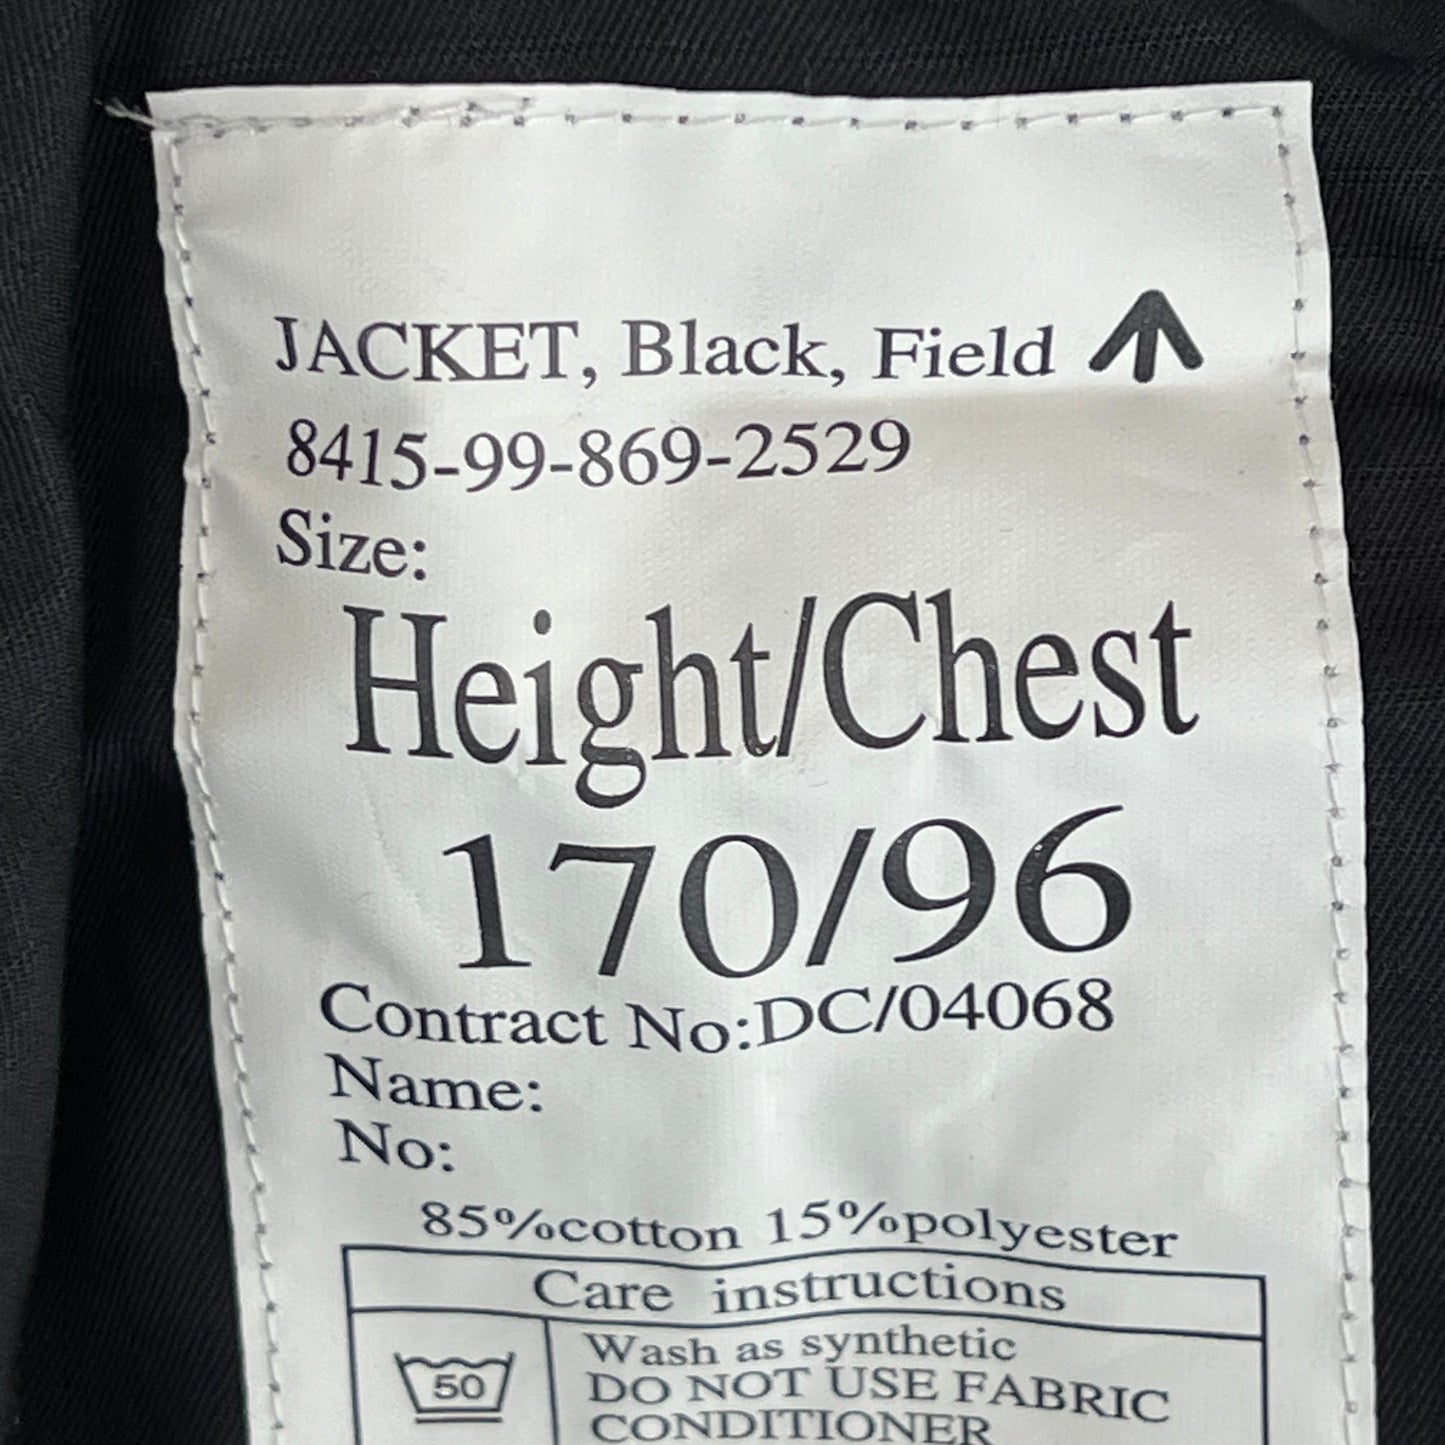 JACKET, Black, Field
8415-99-869-2529
Size:
Height/Chest
170/96
Contract No:DC/04068
Name:
No:
85%cotton 15%polyester
Care instructions
Wash as synthetic
50
DO NOT USE FABRIC
CONDITIONER